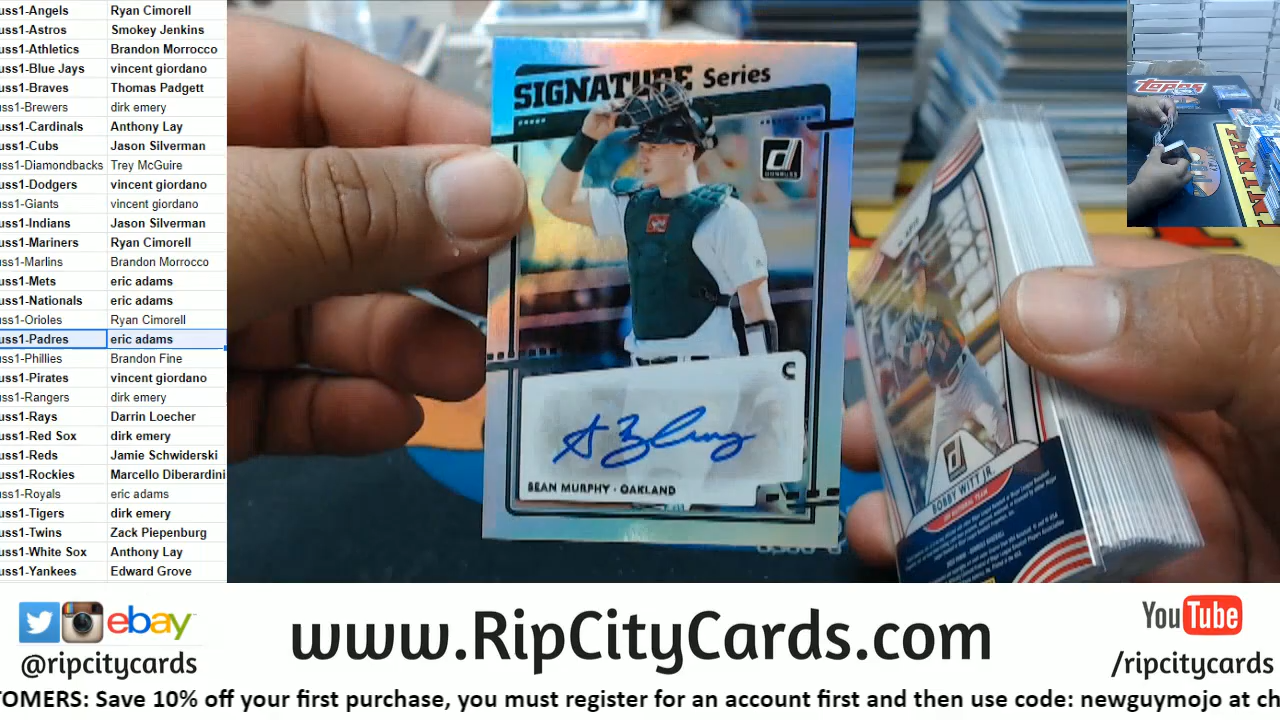 uss1-Angels Ryan Cimorell
uss1-Astros Smokey Jenkins
uss1-Athletics Brandon Morrocco
uss1-Blue Jays vincent giordano
uss1-Braves Thomas Padgett
uss1-Brewers dirk emery
uss1-Cardinals Anthony Lay
uss1-Cubs Jason Silverman
uss1-Diamondbacks Trey McGuire
uss1-Dodgers vincent giordano
uss1-Giants vincent giordano
uss1-Indians Jason Silverman
uss1-Mariners Ryan Cimorell
uss1-Marlins Brandon Morrocco
uss1-Mets eric adams
uss1-Nationals eric adams
uss1-Orioles Ryan Cimorell
uss1-Padres eric adams
uss1-Phillies Brandon Fine
uss1-Pirates vincent giordano
uss1-Rangers dirk emery
uss1-Rays Darrin Loecher
uss1-Red Sox dirk emery
uss1-Reds Jamie Schwiderski
uss1-Rockies Marcello Diberardini
uss1-Royals eric adams
uss1-Tigers dirk emery
uss1-Twins Zack Piepenburg
uss1-White Sox Anthony Lay
uss1-Yankees Edward Grove
SIGNATURE Series
d
DONRUSS
C
SEAN MURPHY · OAKLAND
d
BOBBY WITT JR.
Topps
PANINI
ebay
@ripcitycards
www.RipCityCards.com
YouTube
/ripcitycards
TOMERS: Save 10% off your first purchase, you must register for an account first and then use code: newguymojo at ch